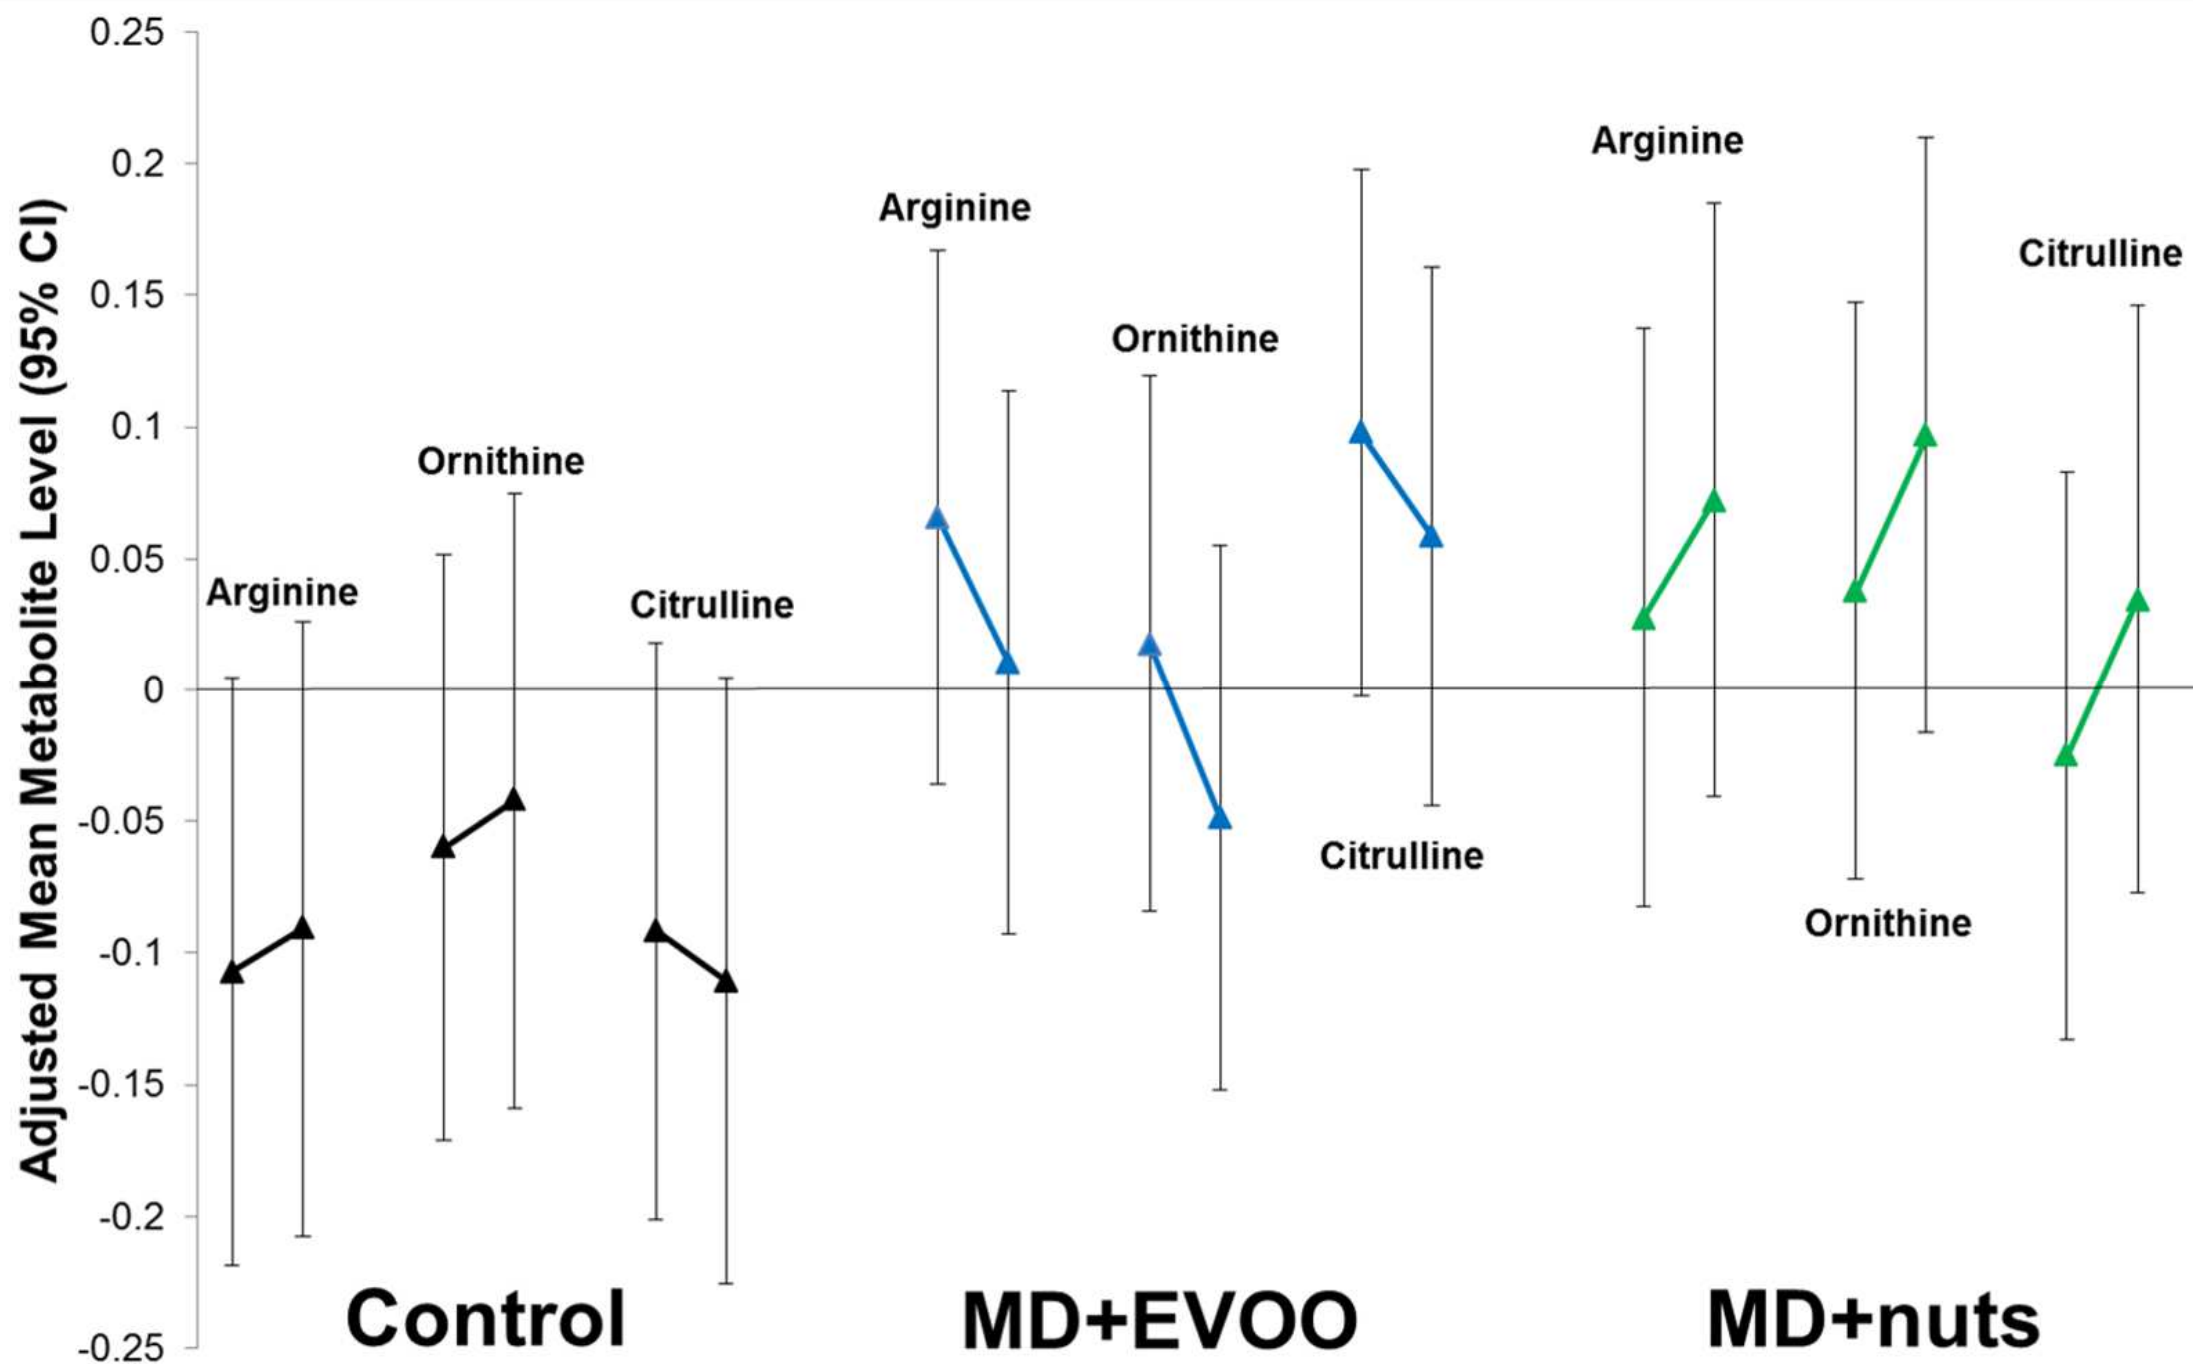 Adjusted Mean Metabolite Level (95% CI)
0.25
0.2
0.15
0.1
0.05
0
-0.05
-0.1
-0.15
-0.2
-0.25
Arginine
Ornithine
Citrulline
Arginine
Ornithine
Citrulline
Arginine
Ornithine
Citrulline
Control
MD+EVOO
MD+nuts